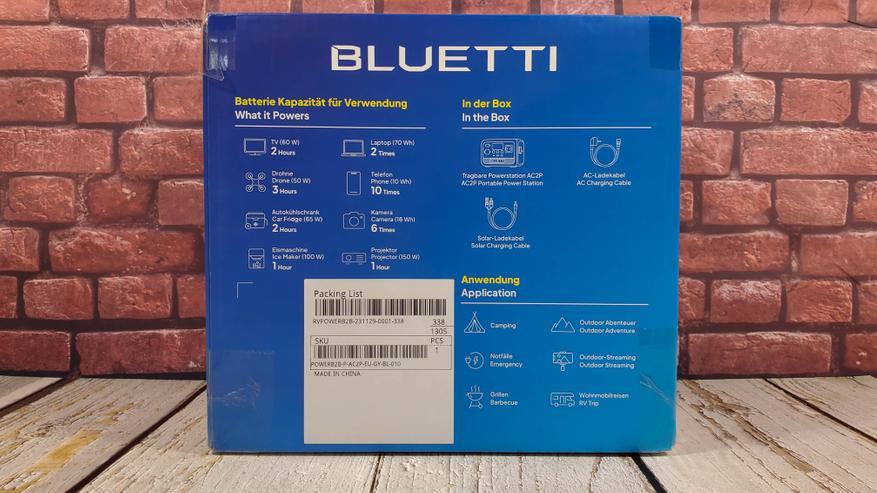 BLUETTI
Batterie Kapazität für Verwendung
What it Powers
TV (60 W)
2 Hours
Laptop (70 Wh)
2 Times
Drohne
Drone (50 W)
3 Hours
Telefon
Phone (10 Wh)
10 Times
Autokühlschrank
Car Fridge (65 W)
2 Hours
Kamera
Camera (16 Wh)
6 Times
Eismaschine
Ice Maker (100 W)
1 Hour
Projektor
Projector (150 W)
1 Hour
In der Box
In the Box
Tragbare Powerstation AC2P
AC2P Portable Power Station
AC-Ladekabel
AC Charging Cable
Solar-Ladekabel
Solar Charging Cable
Anwendung
Application
Camping
Outdoor Abenteuer
Outdoor Adventure
Notfälle
Emergency
Outdoor-Streaming
Outdoor Streaming
Grillen
Barbecue
Wohnmobilreisen
RV Trip
Packing List
RVPOWERB2B-231129-0001-338
338
1305
SKU
PCS
1
POWERB2B-P-AC2P-EU-GY-BL-010
MADE IN CHINA